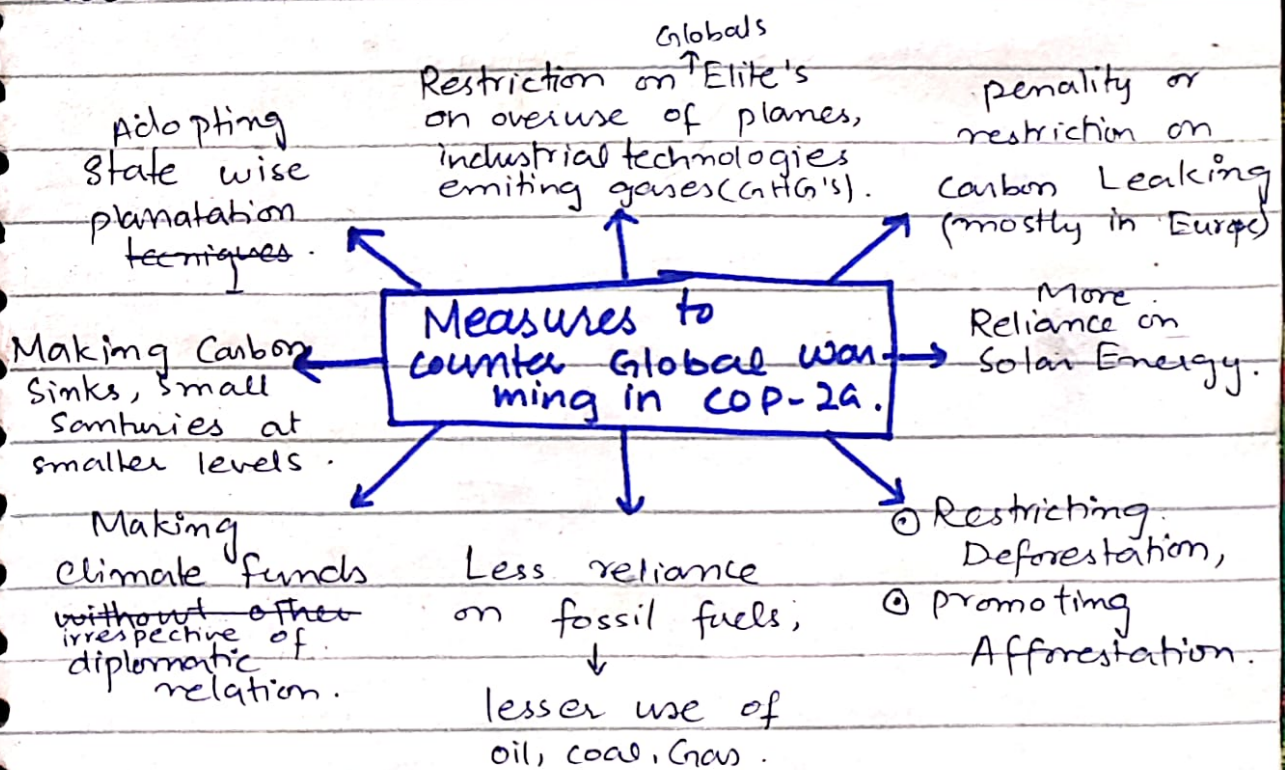 Globals
Restriction on ↑ Elite's
on overuse of planes,
industrial technologies
emiting gases (GHG's).
penality or
restriction on
Carbon Leaking
(mostly in Europe)
Adopting
State wise
planatation
tecniques.
Measures to
counter Global war-
ming in COP-29.
More
Reliance on
Solar Energy.
Making Carbon
Sinks, small
Santuries at
smaller levels.
Making
climate funds
without other
irrespective of
diplomatic
relation.
Less reliance
on fossil fuels;
↓
lesser use of
oil, coal, Gas.
⊙ Restricting
Deforestation,
⊙ promoting
Afforestation.